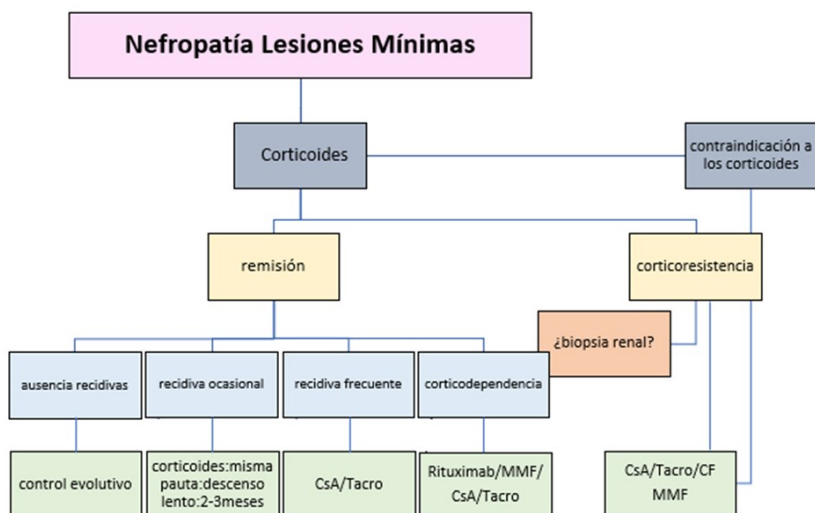 Nefropatía Lesiones Mínimas
Corticoides
contraindicación a
los corticoides
remisión
corticoresistencia
¿biopsia renal?
ausencia recidivas
recidiva ocasional
recidiva frecuente
corticodependencia
control evolutivo
corticoides:misma
pauta:descenso
lento:2-3meses
CsA/Tacro
Rituximab/MMF/
CsA/Tacro
CsA/Tacro/CF
MMF